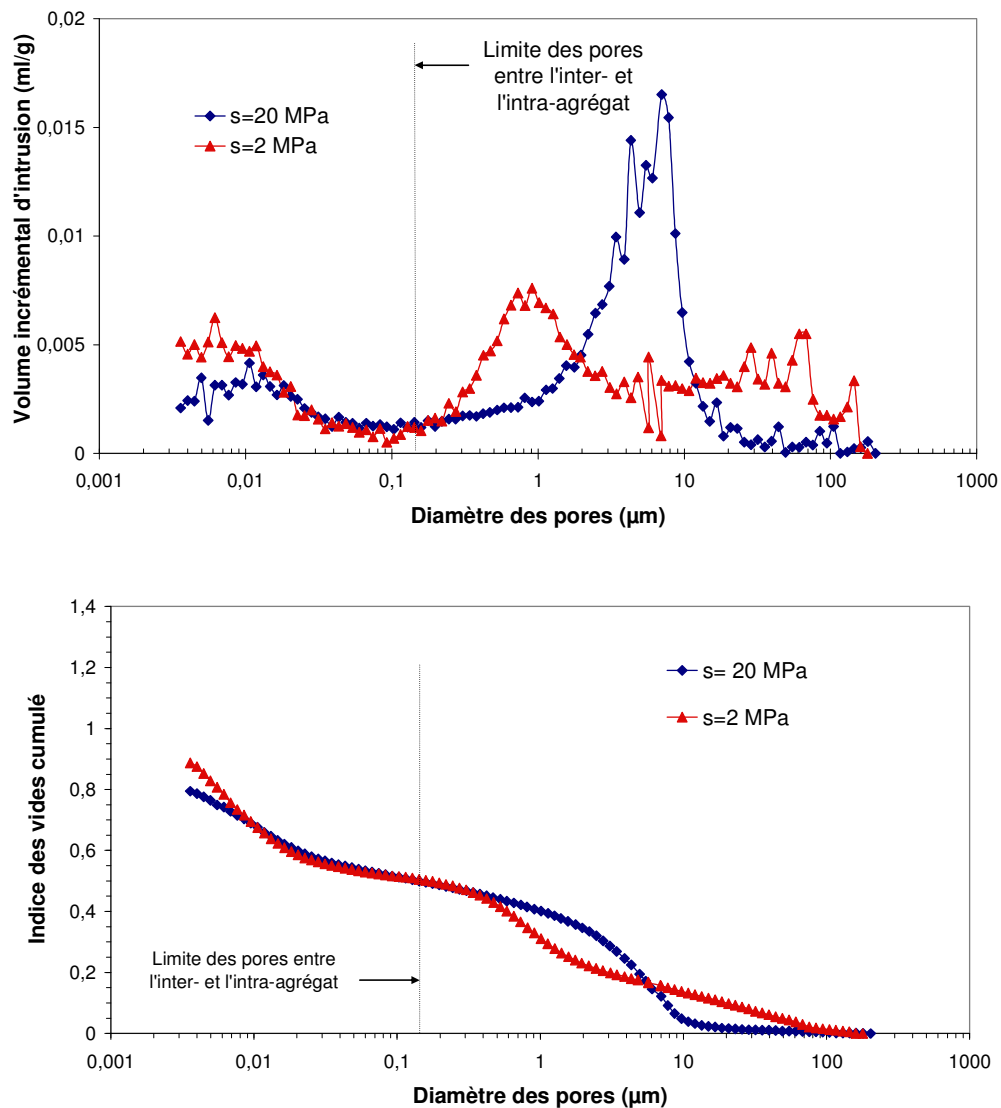 0,02
0,015
0,01
0,005
0
Volume incrémental d'intrusion (ml/g)
s=20 MPa
s=2 MPa
Limite des pores
entre l'inter- et
l'intra-agrégat
0,001
0,01
0,1
1
10
100
1000
Diamètre des pores (µm)
1,4
1,2
1
0,8
0,6
0,4
0,2
0
Indice des vides cumulé
s= 20 MPa
s=2 MPa
Limite des pores entre
l'inter- et l'intra-agrégat
0,001
0,01
0,1
1
10
100
1000
Diamètre des pores (µm)